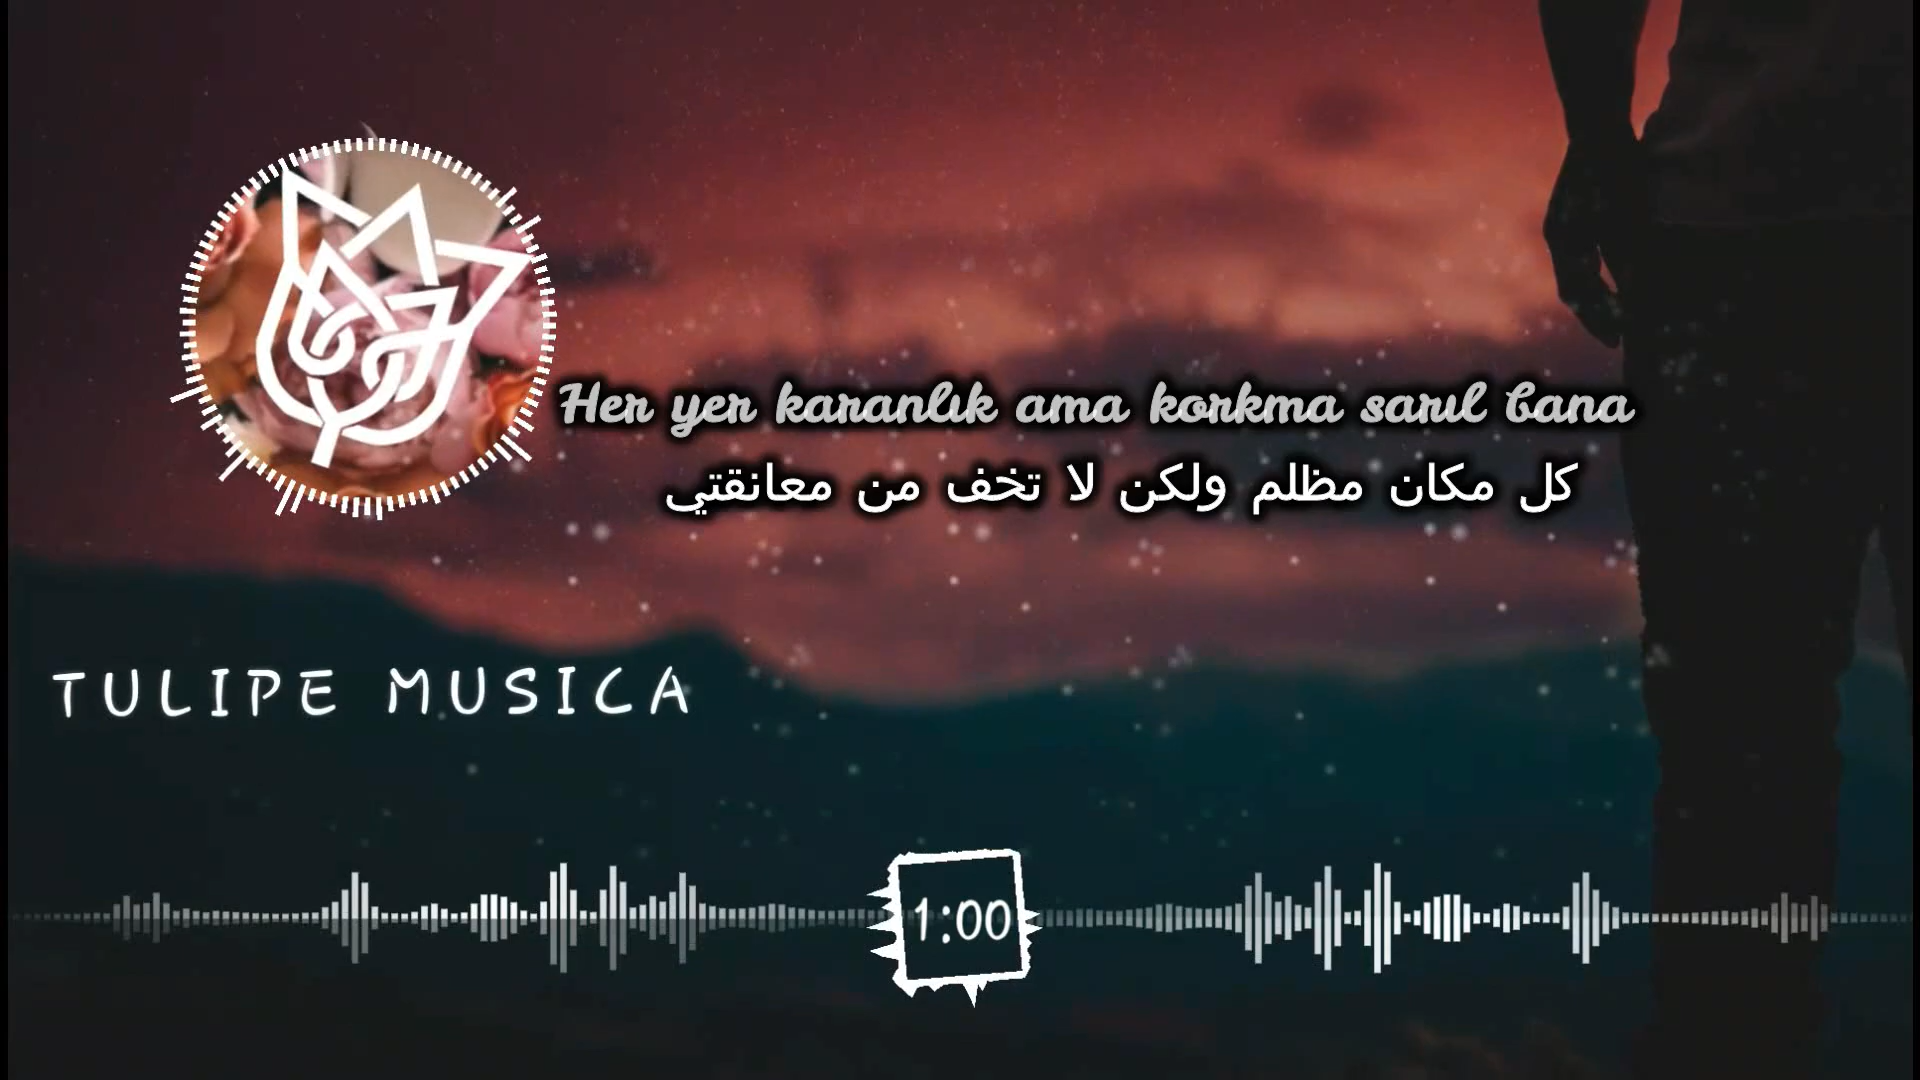 Her yer karanlık ama korkma sarıl bana
كل مكان مظلم ولكن لا تخف من معانقتي
TULIPE MUSICA
1:00